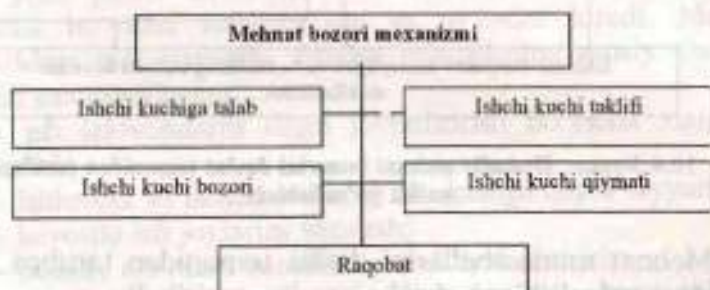 Mehnat bozori mexanizmi
Ishchi kuchiga talab
Ishchi kuchi taklifi
Ishchi kuchi bozori
Ishchi kuchi qiymati
Raqobat